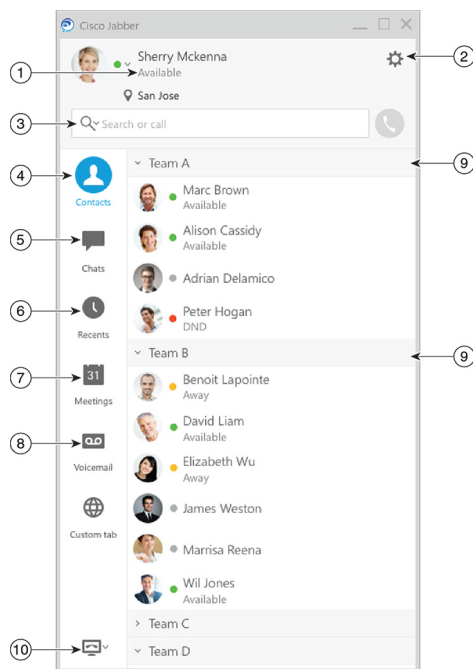 Cisco Jabber
Sherry Mckenna
1
Available
2
San Jose
3
Search or call
9
Team A
4
Contacts
Marc Brown
Available
5
Chats
Alison Cassidy
Available
Adrian Delamico
6
Recents
Peter Hogan
DND
9
Team B
7
31
Meetings
Benoit Lapointe
Away
David Liam
Available
8
Voicemail
Elizabeth Wu
Away
Custom tab
James Weston
Marrisa Reena
Wil Jones
Available
Team C
10
Team D